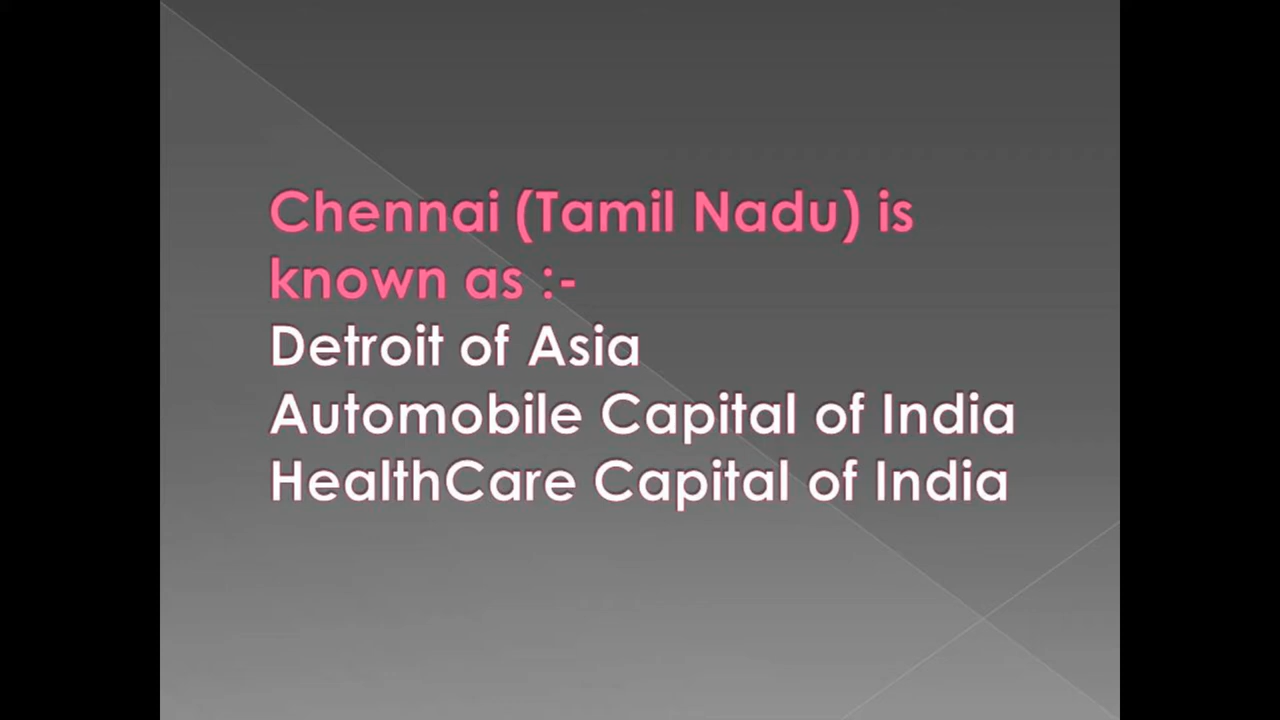 Chennai (Tamil Nadu) is
known as :-
Detroit of Asia
Automobile Capital of India
HealthCare Capital of India